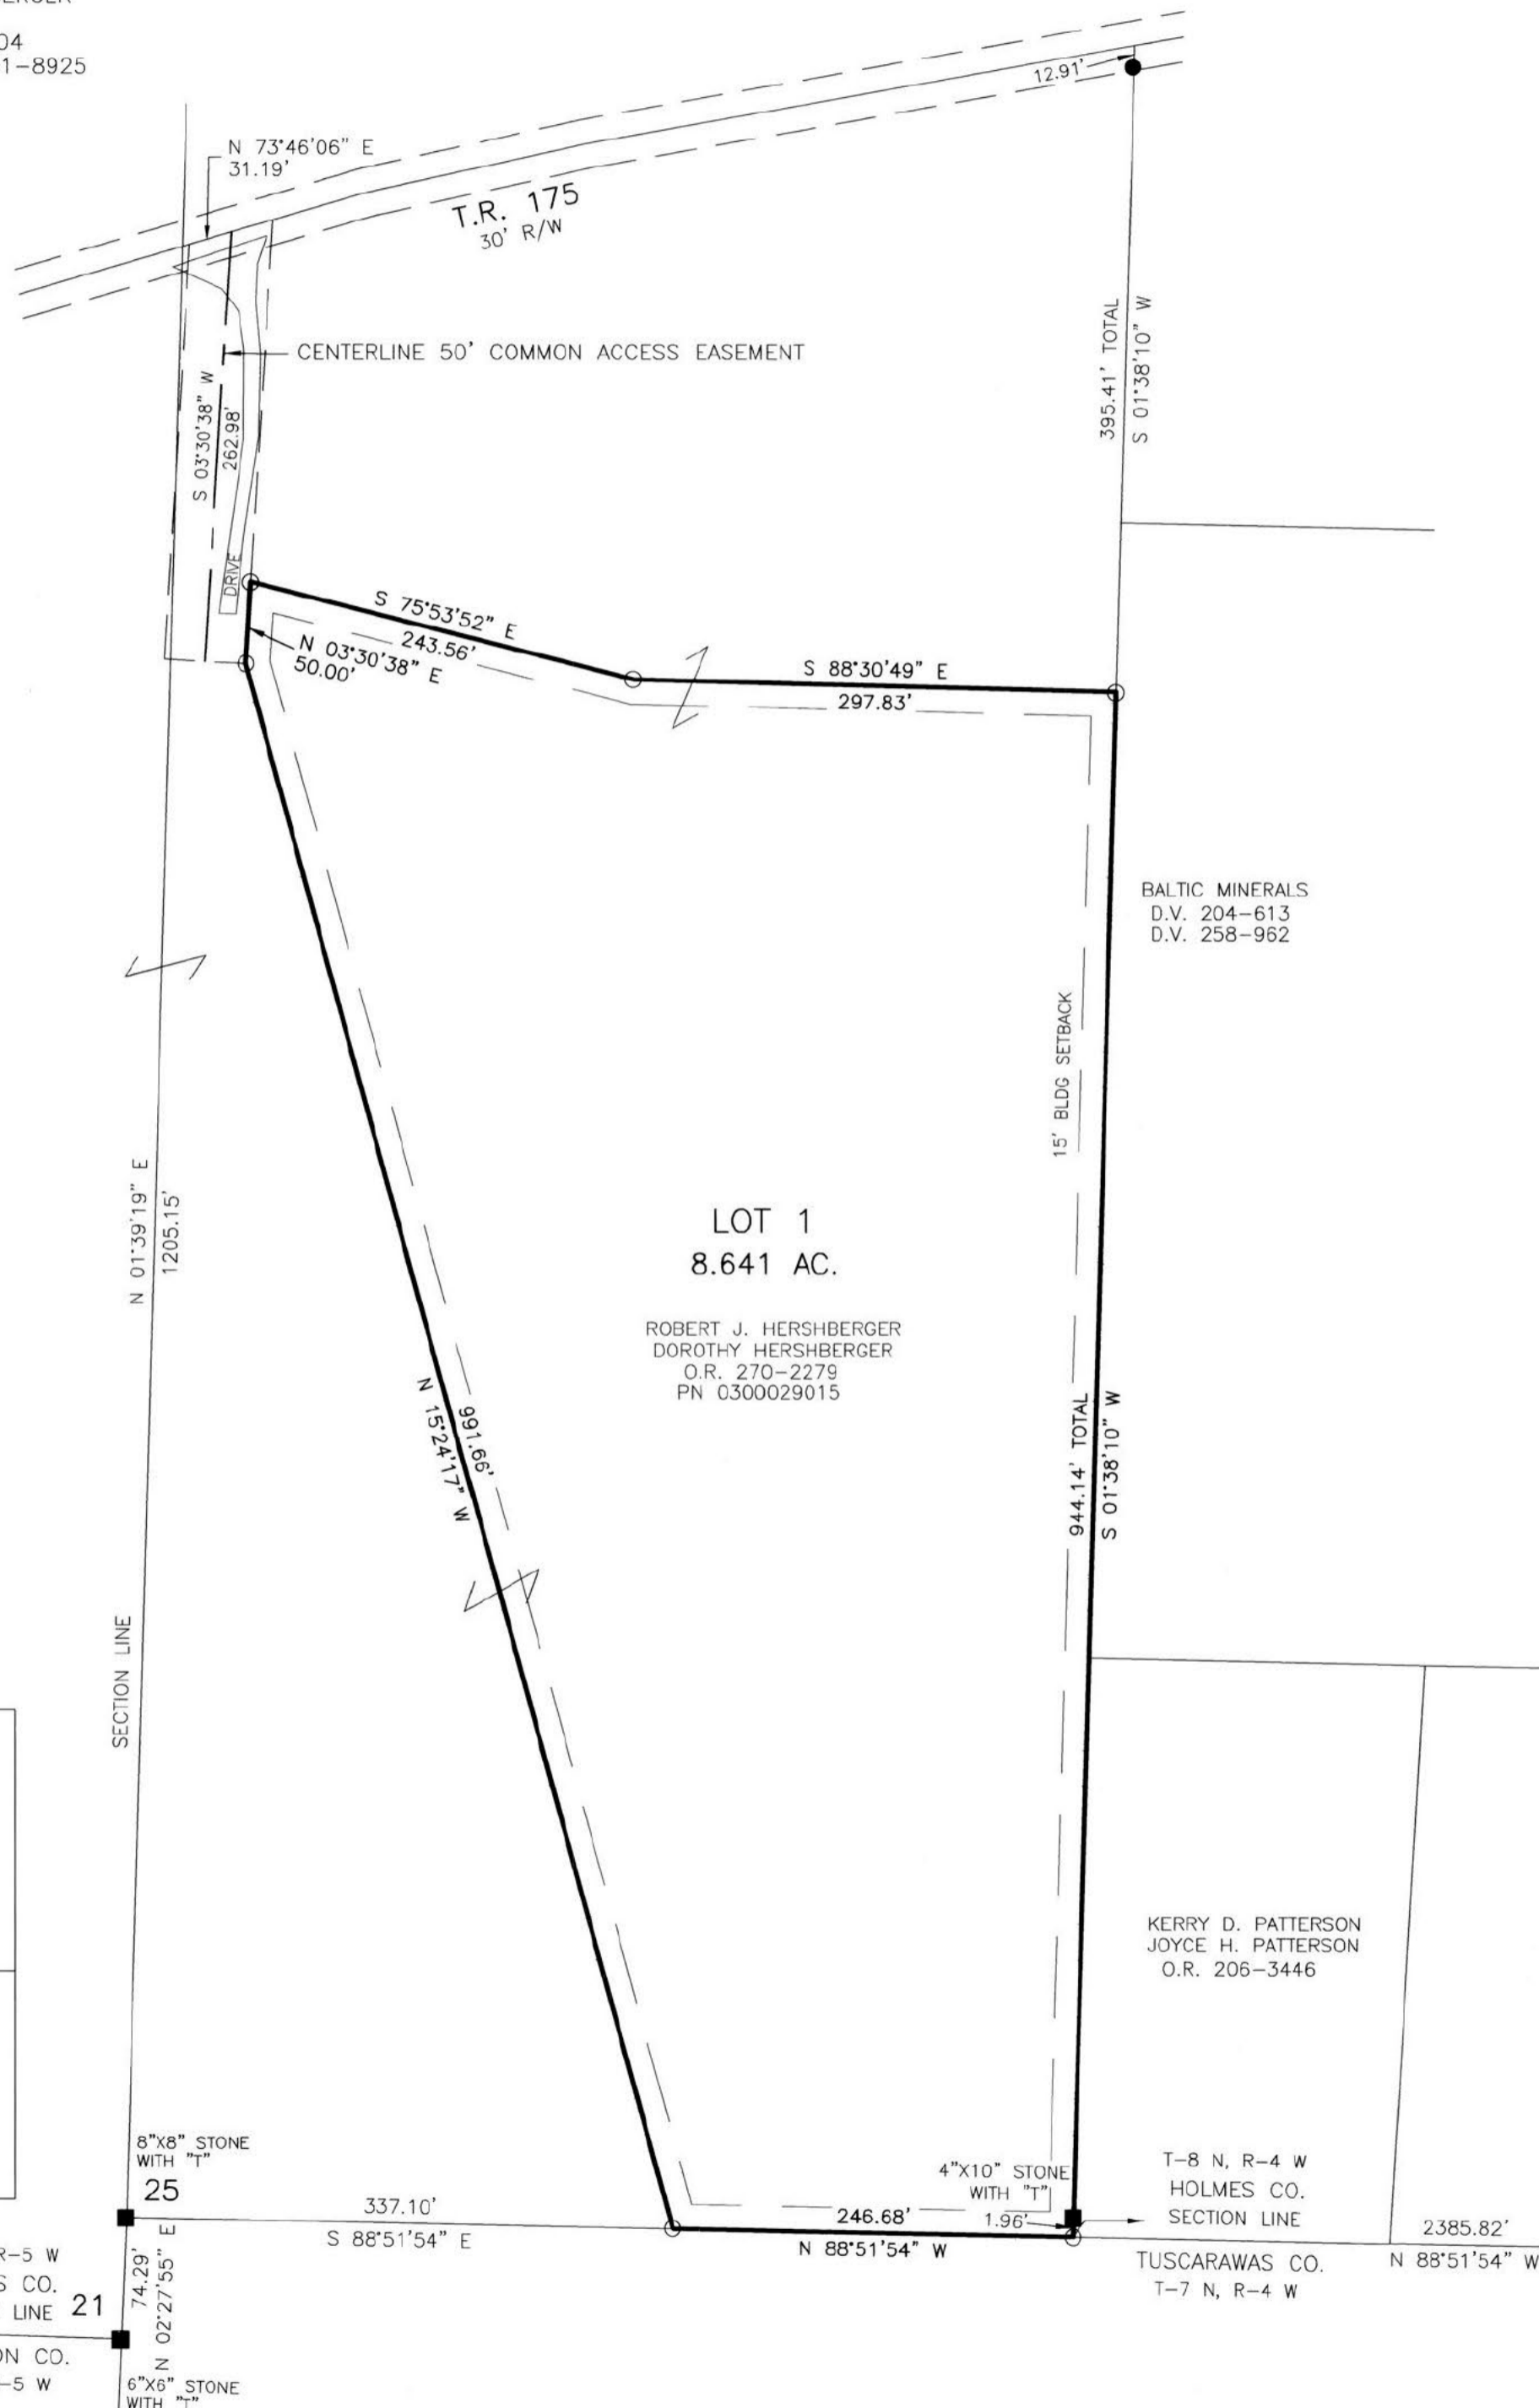 04
1-8925
12.91'
N 73°46'06" E
31.19'
T.R. 175
30' R/W
CENTERLINE 50' COMMON ACCESS EASEMENT
S 03°30'38" W
262.98'
DRIVE
395.41' TOTAL
S 01°38'10" W
S 75°53'52" E
243.56'
N 03°30'38" E
50.00'
S 88°30'49" E
297.83'
BALTIC MINERALS
D.V. 204-613
D.V. 258-962
15' BLDG SETBACK
N 01°39'19" E
1205.15'
LOT 1
8.641 AC.
ROBERT J. HERSHBERGER
DOROTHY HERSHBERGER
O.R. 270-2279
PN 0300029015
N 15°24'17" W
991.66'
944.14' TOTAL
S 01°38'10" W
SECTION LINE
KERRY D. PATTERSON
JOYCE H. PATTERSON
O.R. 206-3446
8"X8" STONE
WITH "T"
25
337.10'
S 88°51'54" E
4"X10" STONE
WITH "T"
246.68'
1.96'
N 88°51'54" W
T-8 N, R-4 W
HOLMES CO.
SECTION LINE
TUSCARAWAS CO.
T-7 N, R-4 W
2385.82'
N 88°51'54" W
R-5 W
S CO.
LINE 21
74.29'
N 02°27'55" E
ON CO.
-5 W
6"X6" STONE
WITH "T"